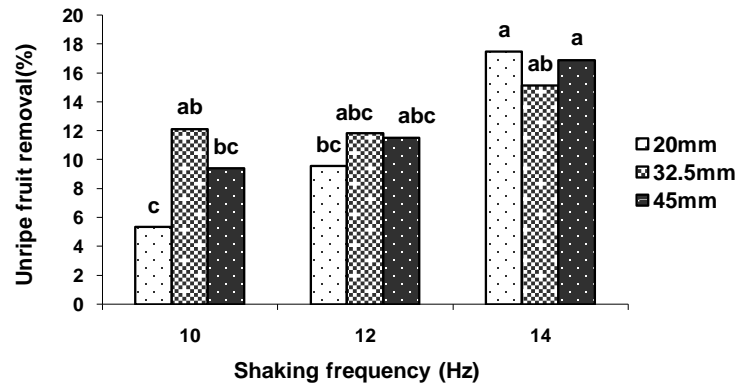 Unripe fruit removal(%)
20
18
16
14
12
10
8
6
4
2
0
c
ab
bc
bc
abc
abc
a
ab
a
10
12
14
Shaking frequency (Hz)
20mm
32.5mm
45mm